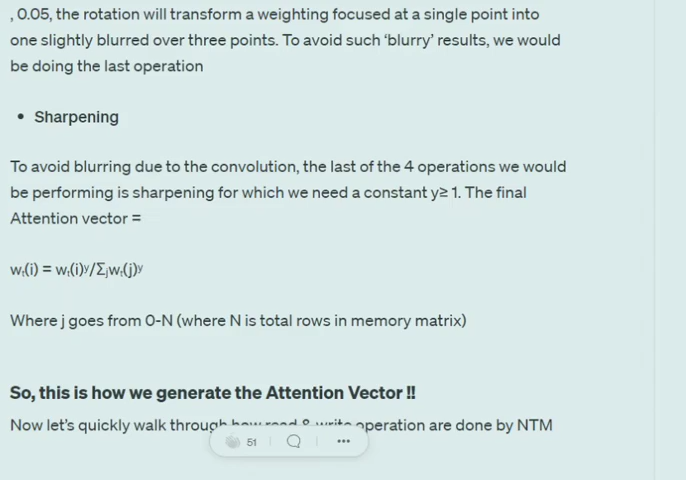 , 0.05, the rotation will transform a weighting focused at a single point into
one slightly blurred over three points. To avoid such ‘blurry’ results, we would
be doing the last operation
• Sharpening
To avoid blurring due to the convolution, the last of the 4 operations we would
be performing is sharpening for which we need a constant y≥ 1. The final
Attention vector =
wₜ(i) = wₜ(i)ʸ/Σⱼwₜ(j)ʸ
Where j goes from 0-N (where N is total rows in memory matrix)
So, this is how we generate the Attention Vector !!
Now let’s quickly walk through how read & write operation are done by NTM
51